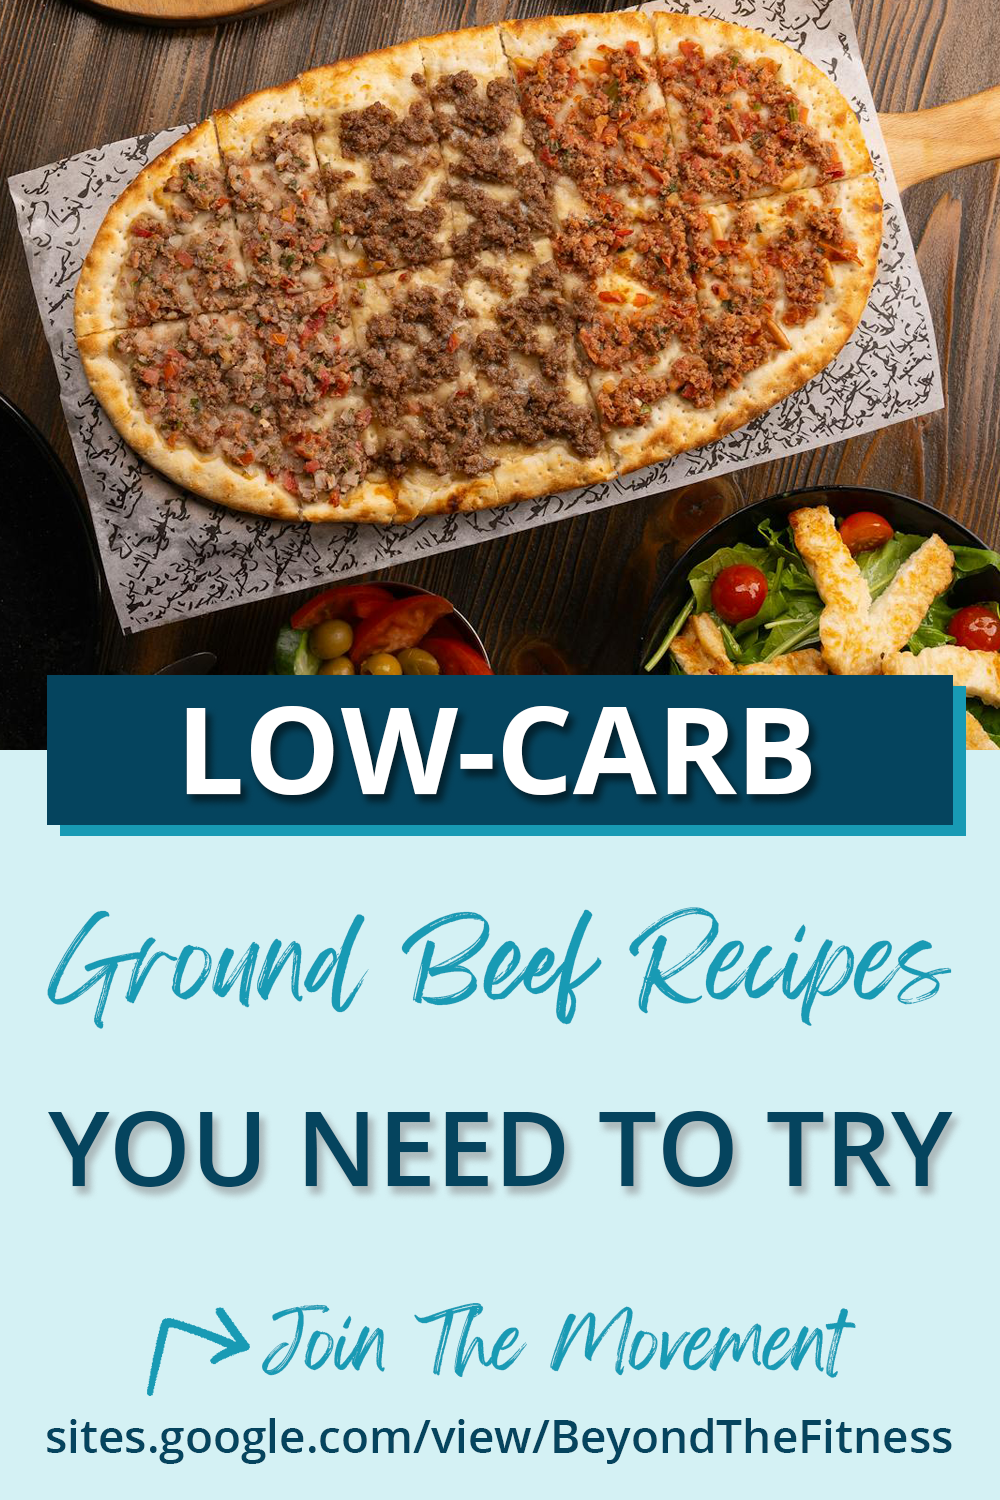 LOW-CARB
Ground Beef Recipes
YOU NEED TO TRY
Join The Movement
sites.google.com/view/BeyondTheFitness